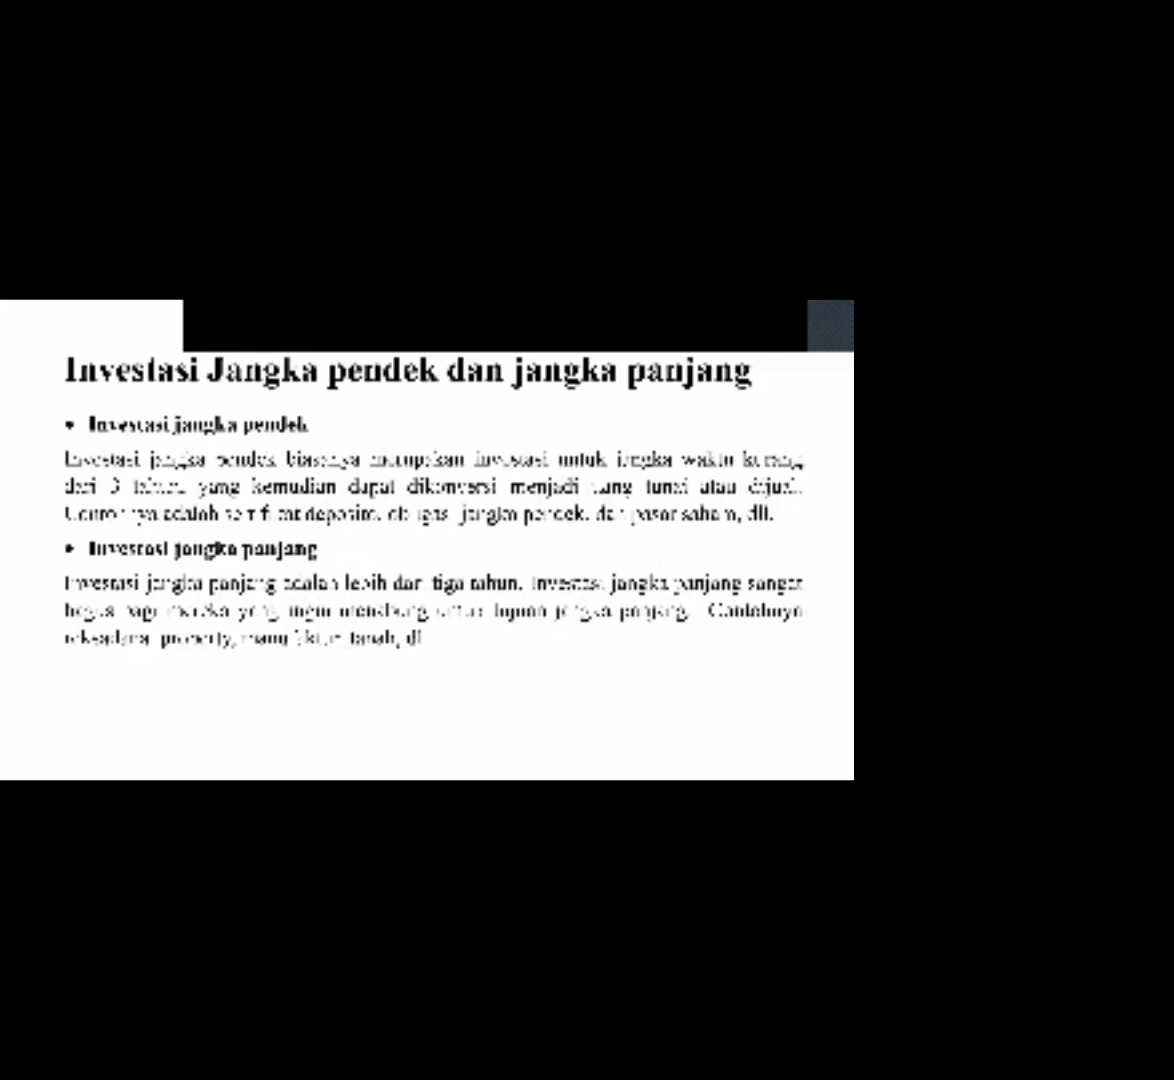 Investasi Jangka pendek dan jangka panjang
• Investasi jangka pendek
Investasi jangka pendek biasanya merupakan investasi untuk jangka waktu kurang
dari 3 tahun, yang kemudian dapat dikonversi menjadi uang tunai atau dijual.
Contohnya adalah sertifikat deposito, obligasi jangka pendek, dan pasar saham, dll.
• Investasi jangka panjang
Investasi jangka panjang adalah lebih dari tiga tahun. Investasi jangka panjang sangat
bagus bagi mereka yang ingin menabung untuk tujuan jangka panjang. Contohnya
reksadana, property, tanah, dll